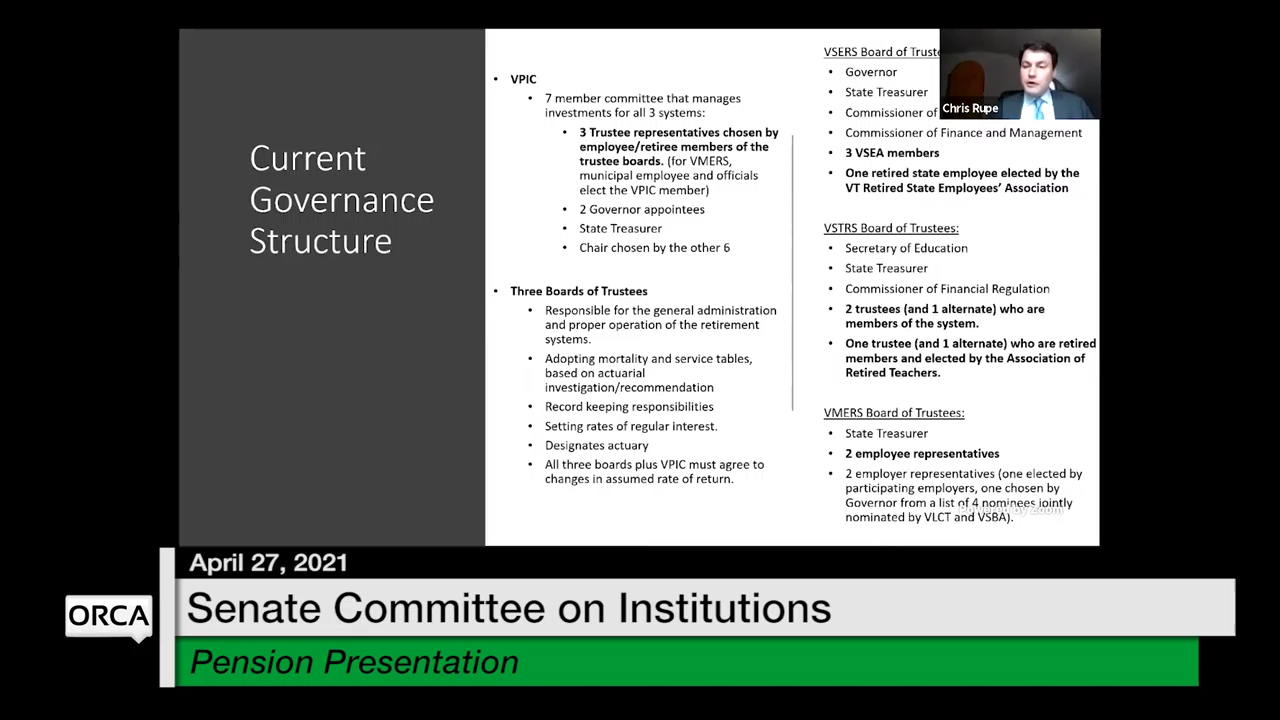 Current
Governance
Structure
• VPIC
• 7 member committee that manages
investments for all 3 systems:
• 3 Trustee representatives chosen by
employee/retiree members of the
trustee boards. (for VMERS,
municipal employee and officials
elect the VPIC member)
• 2 Governor appointees
• State Treasurer
• Chair chosen by the other 6
• Three Boards of Trustees
• Responsible for the general administration
and proper operation of the retirement
systems.
• Adopting mortality and service tables,
based on actuarial
investigation/recommendation
• Record keeping responsibilities
• Setting rates of regular interest.
• Designates actuary
• All three boards plus VPIC must agree to
changes in assumed rate of return.
VSERS Board of
• Governor
• State Treasurer
• Commissioner of
• Commissioner of Finance and Management
• 3 VSEA members
• One retired state employee elected by the
VT Retired State Employees' Association
VSTRS Board of Trustees:
• Secretary of Education
• State Treasurer
• Commissioner of Financial Regulation
• 2 trustees (and 1 alternate) who are
members of the system.
• One trustee (and 1 alternate) who are retired
members and elected by the Association of
Retired Teachers.
VMERS Board of Trustees:
• State Treasurer
• 2 employee representatives
• 2 employer representatives (one elected by
participating employers, one chosen by
Governor from a list of 4 nominees jointly
nominated by VLCT and VSBA).
Powered by Zoom
Chris Rupe
April 27, 2021
ORCA
Senate Committee on Institutions
Pension Presentation